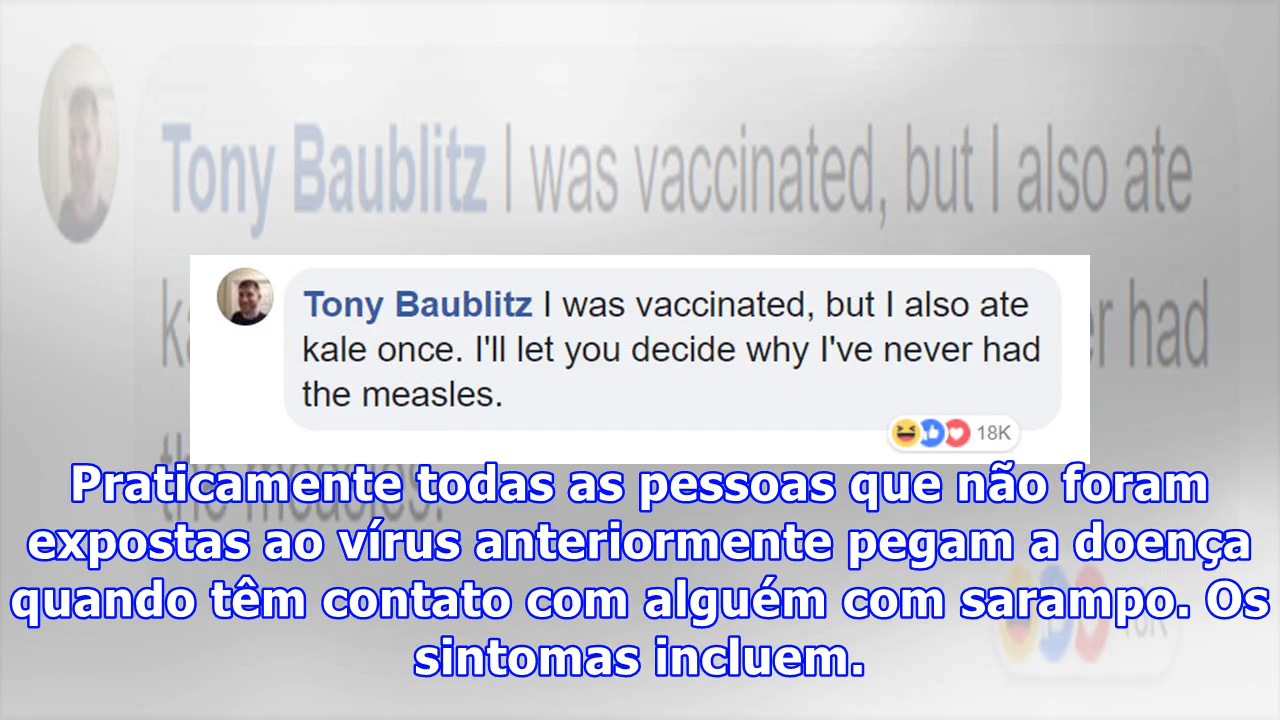 Tony Baublitz I was vaccinated, but I also ate
kale once. I'll let you decide why I've never had
the measles.
18K
Praticamente todas as pessoas que não foram
expostas ao vírus anteriormente pegam a doença
quando têm contato com alguém com sarampo. Os
sintomas incluem.